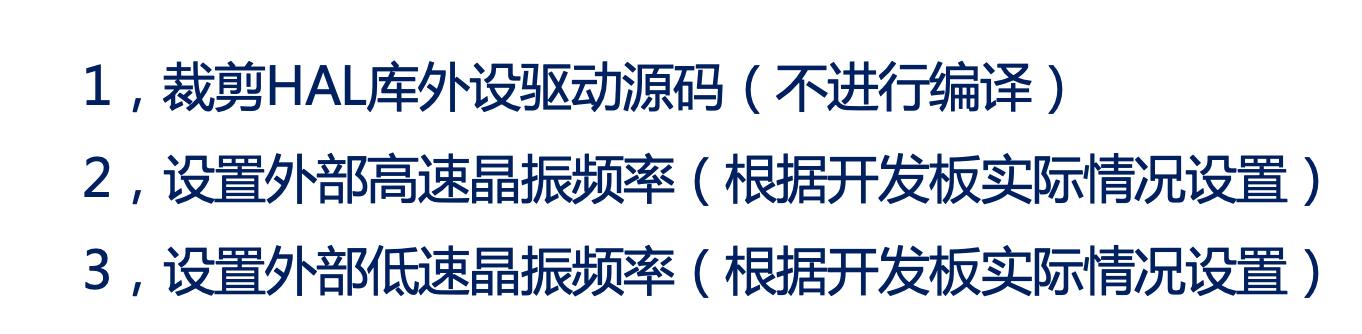 1，裁剪HAL库外设驱动源码（不进行编译）
2，设置外部高速晶振频率（根据开发板实际情况设置）
3，设置外部低速晶振频率（根据开发板实际情况设置）